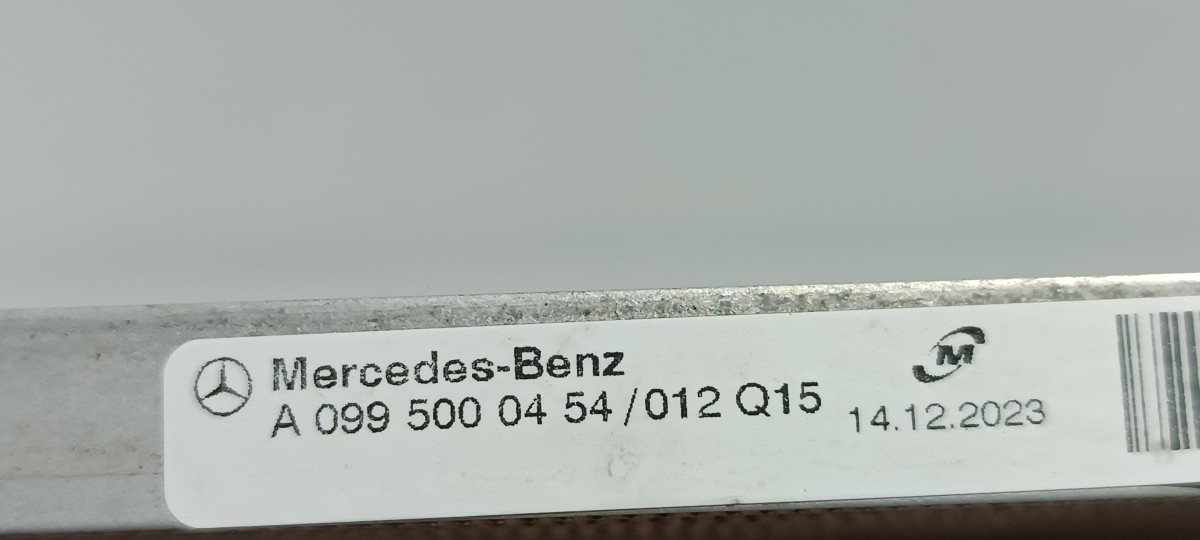 Mercedes-Benz
A 099 500 04 54/012 Q15
M
14.12.2023